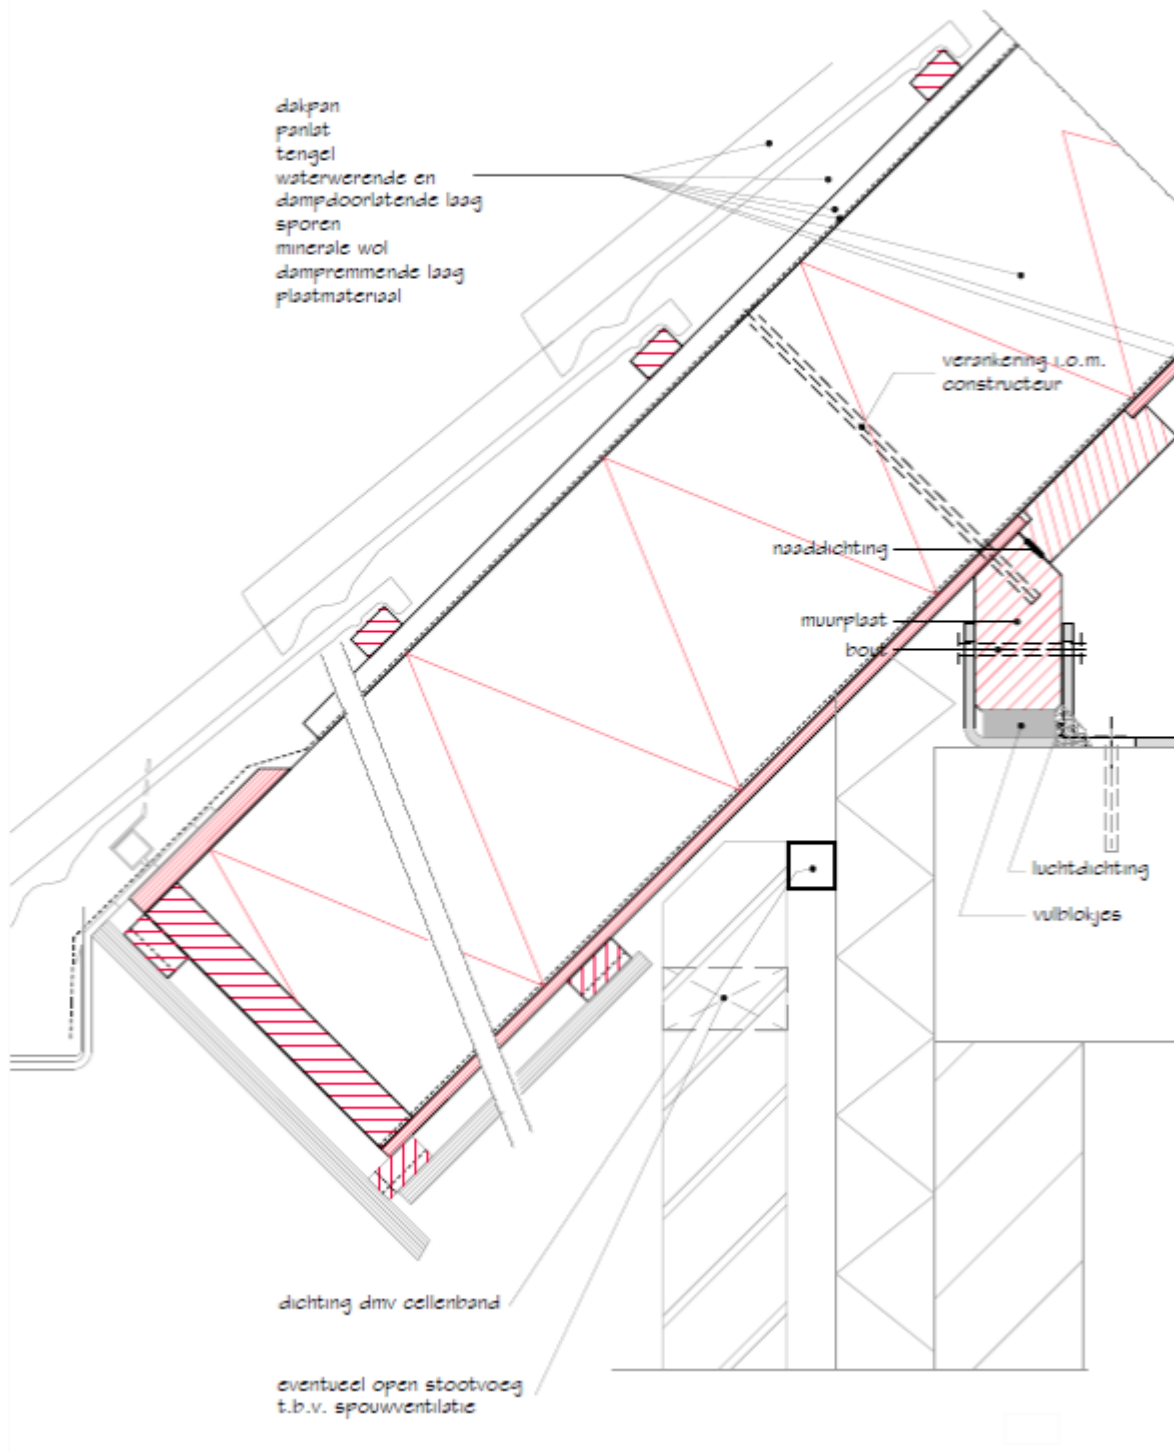 dakpan
panlat
tengel
waterwerende en
dampdoorlatende laag
sporen
minerale wol
dampremmende laag
plaatmateriaal
verankering i.o.m.
constructeur
naaddichting
muurplaat
bout
luchtdichting
vulblokjes
dichting dmv cellenband
eventueel open stootvoeg
t.b.v. spouwventilatie